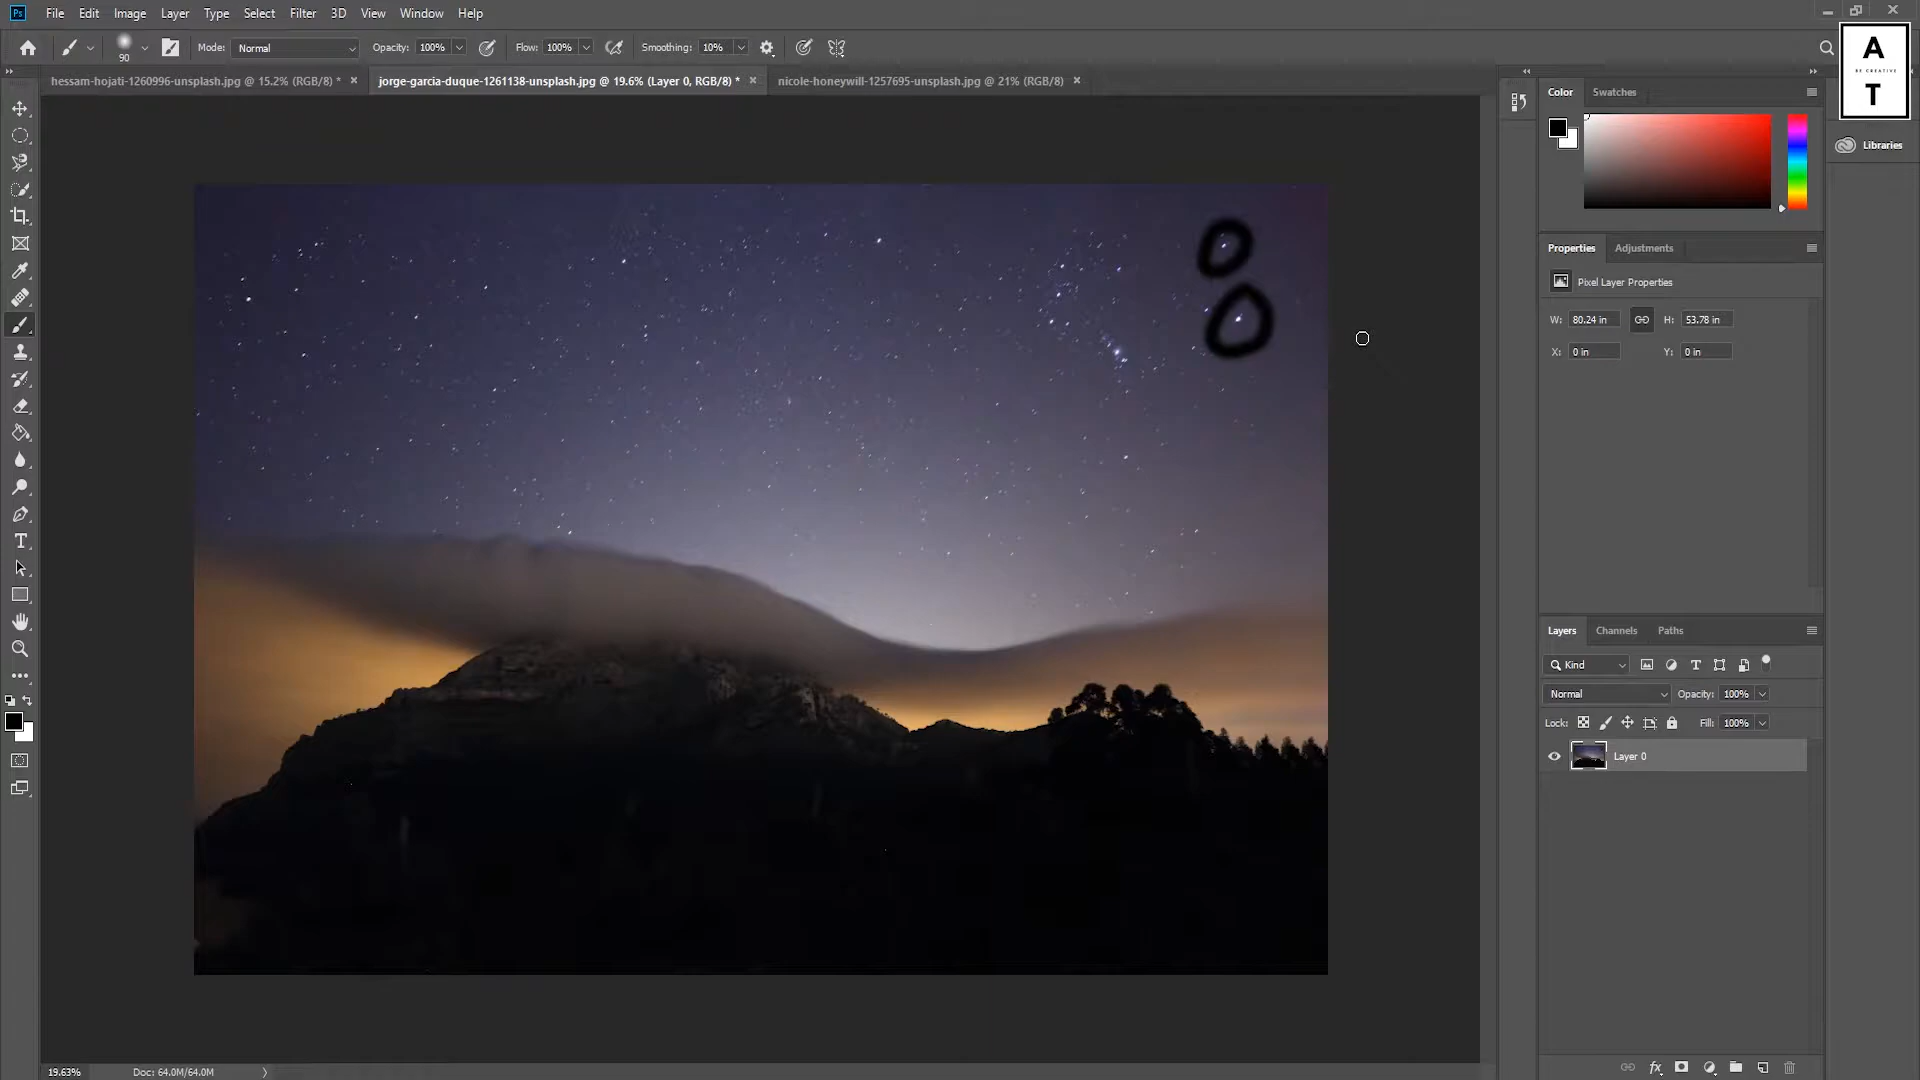 Ps File Edit Image Layer Type Select Filter 3D View Window Help
90 Mode: Normal Opacity: 100% Flow: 100% Smoothing: 10%
hessam-hojati-1260996-unsplash.jpg @ 15.2% (RGB/8) * × jorge-garcia-duque-1261138-unsplash.jpg @ 19.6% (Layer 0, RGB/8) * × nicole-honeywill-1257695-unsplash.jpg @ 21% (RGB/8) ×
A
BE CREATIVE
T
Color Swatches
Libraries
Properties Adjustments
Pixel Layer Properties
W: 80.24 in H: 53.78 in
X: 0 in Y: 0 in
Layers Channels Paths
Kind
Normal Opacity: 100%
Lock: Fill: 100%
Layer 0
19.63% Doc: 64.0M/64.0M